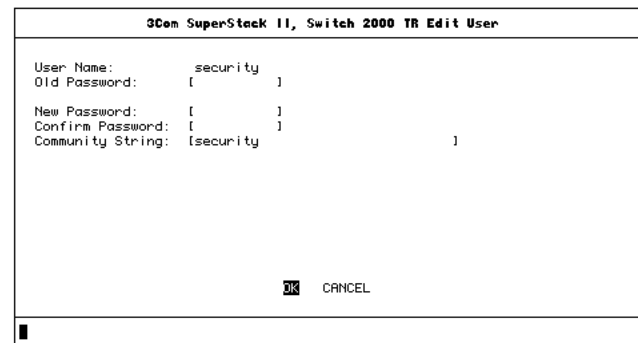 3Com SuperStack II, Switch 2000 TR Edit User
User Name: security
Old Password: [ ]
New Password: [ ]
Confirm Password: [ ]
Community String: [security ]
OK CANCEL